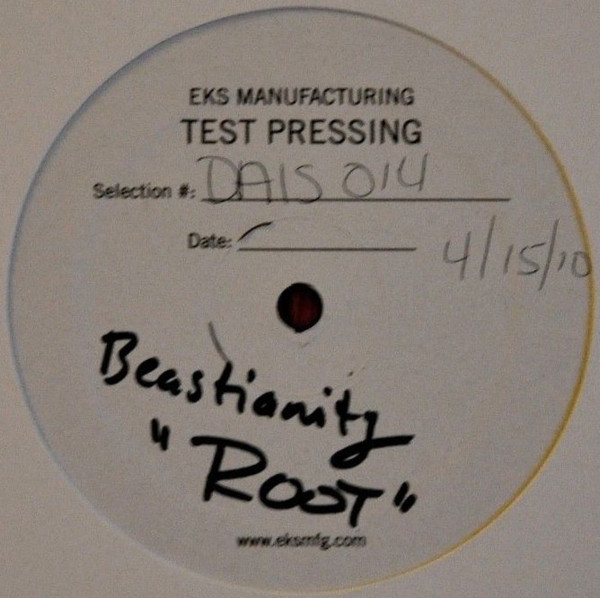 EKS MANUFACTURING
TEST PRESSING
Selection #: DAIS 014
Date: 4/15/10
Beastianity
"ROOT"
www.eksmfg.com